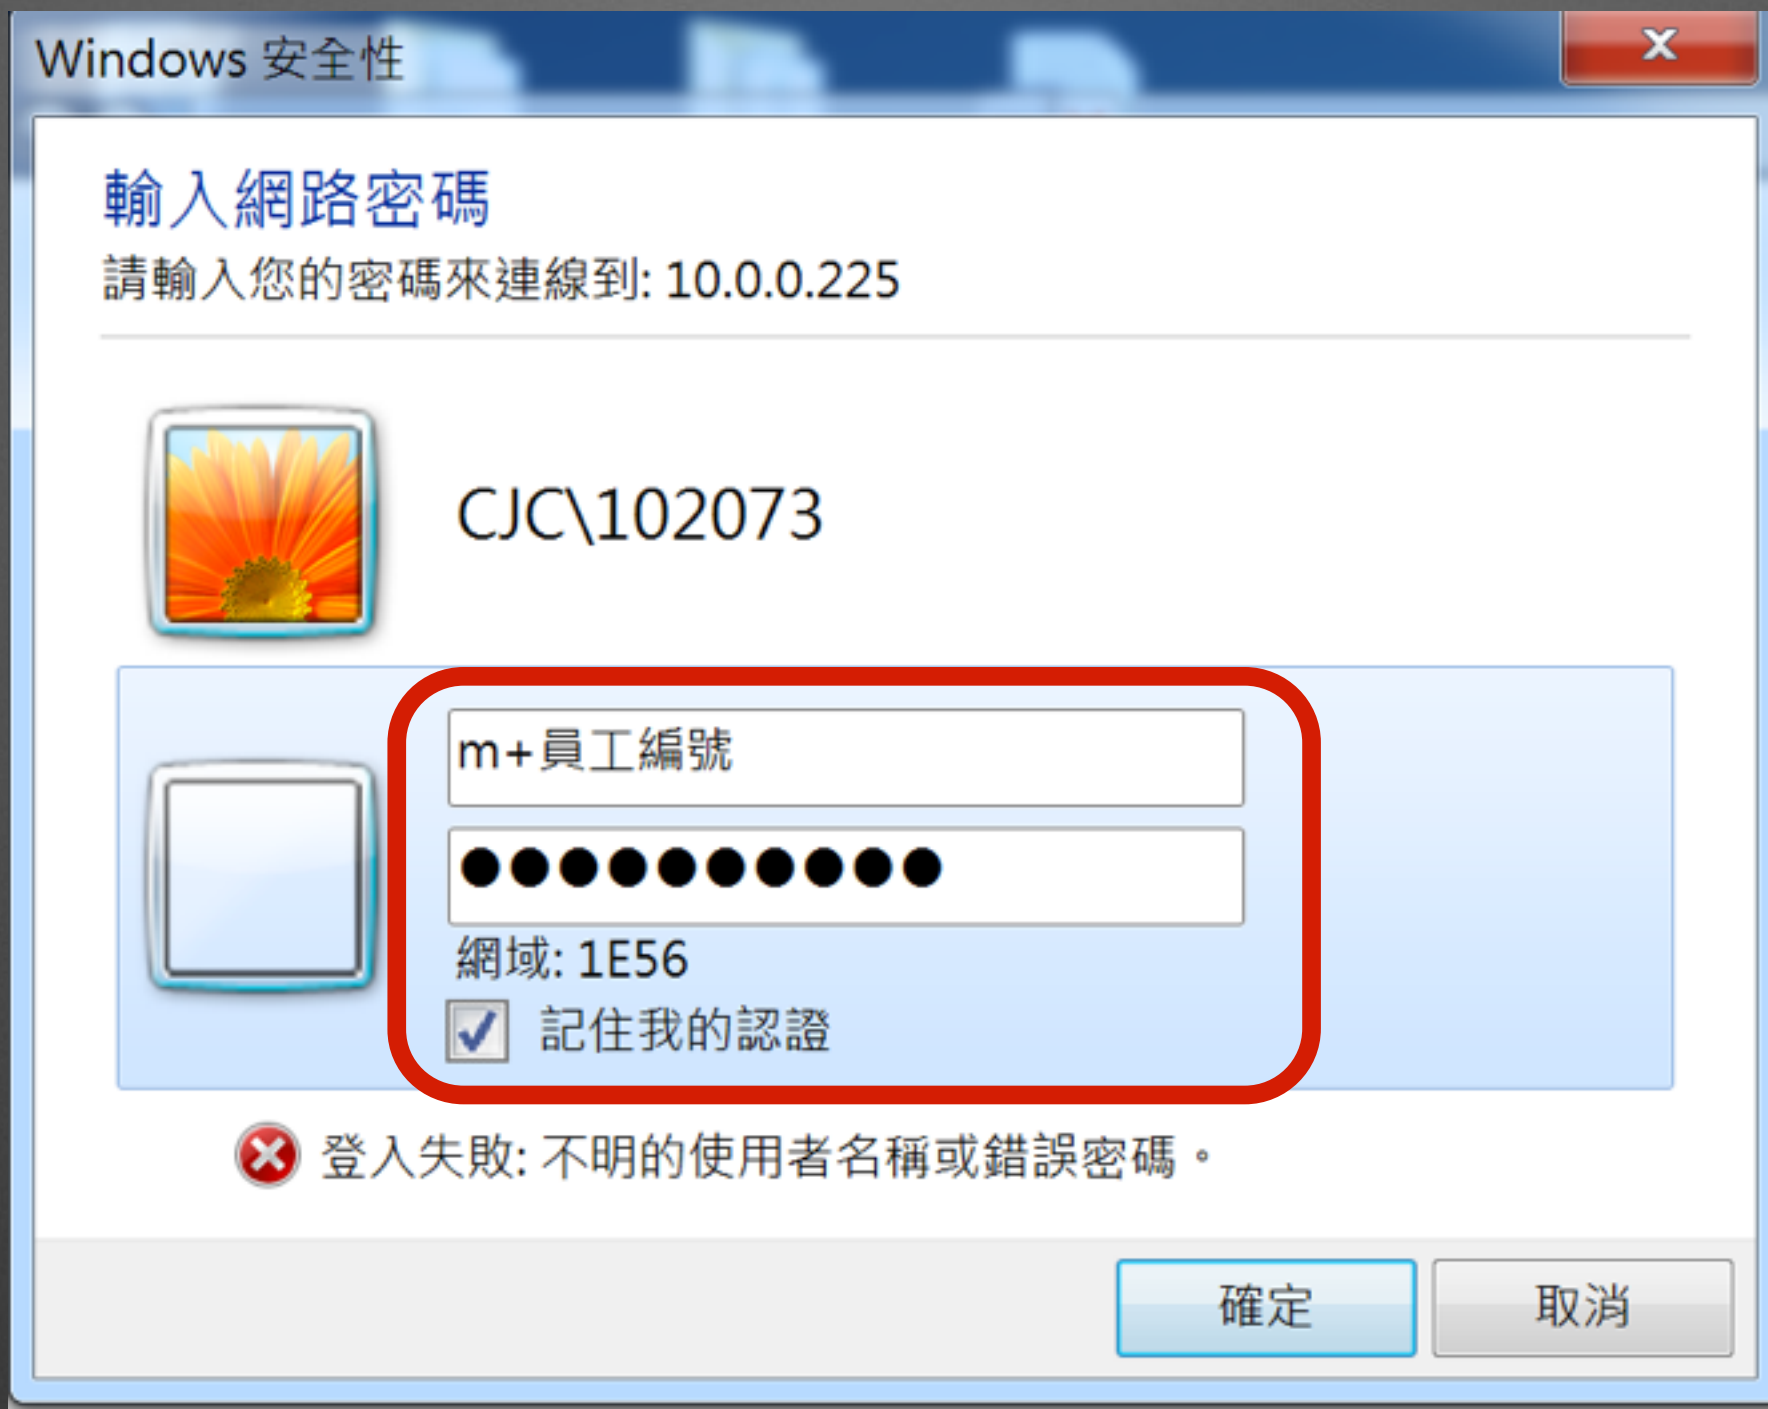 Windows 安全性
輸入網路密碼
請輸入您的密碼來連線到: 10.0.0.225
CJC\102073
m+員工編號
●●●●●●●●●●
網域: 1E56
記住我的認證
登入失敗: 不明的使用者名稱或錯誤密碼。
確定
取消